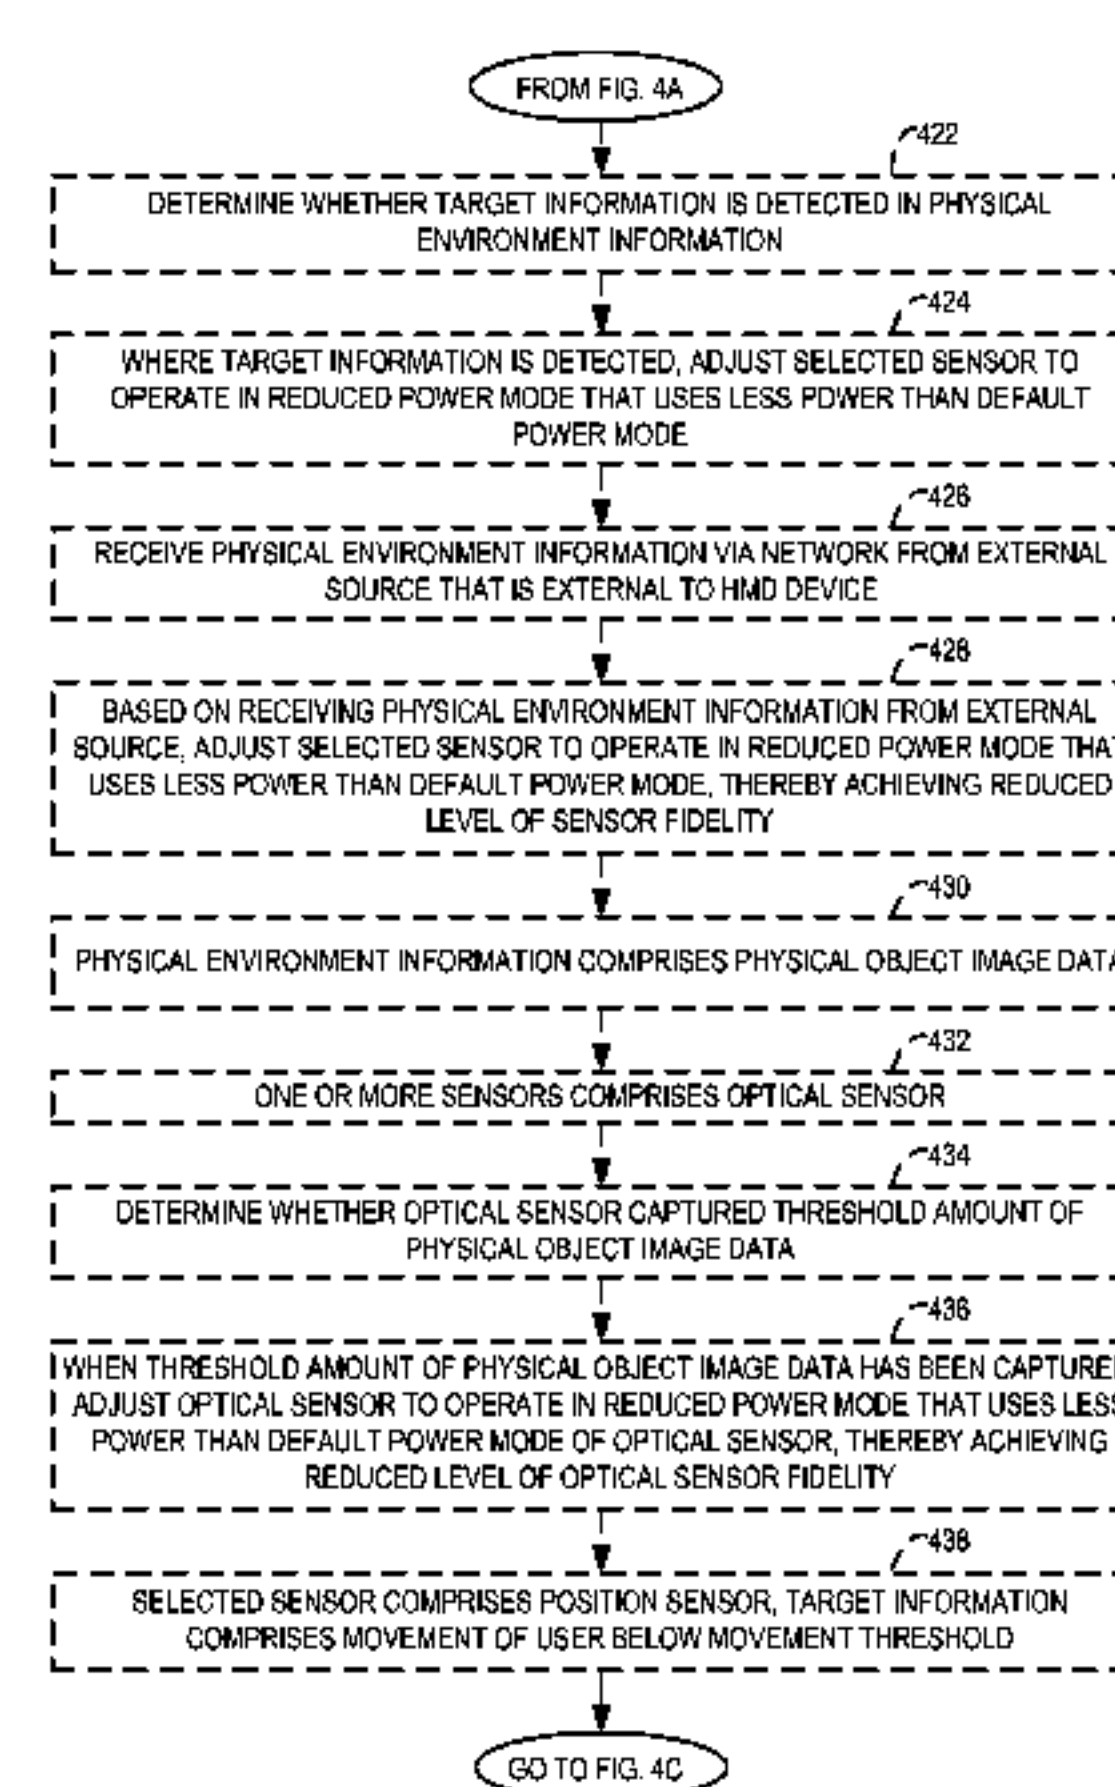 FROM FIG. 4A
422
DETERMINE WHETHER TARGET INFORMATION IS DETECTED IN PHYSICAL
ENVIRONMENT INFORMATION
424
WHERE TARGET INFORMATION IS DETECTED, ADJUST SELECTED SENSOR TO
OPERATE IN REDUCED POWER MODE THAT USES LESS POWER THAN DEFAULT
POWER MODE
426
RECEIVE PHYSICAL ENVIRONMENT INFORMATION VIA NETWORK FROM EXTERNAL
SOURCE THAT IS EXTERNAL TO HMD DEVICE
428
BASED ON RECEIVING PHYSICAL ENVIRONMENT INFORMATION FROM EXTERNAL
SOURCE, ADJUST SELECTED SENSOR TO OPERATE IN REDUCED POWER MODE THAT
USES LESS POWER THAN DEFAULT POWER MODE, THEREBY ACHIEVING REDUCED
LEVEL OF SENSOR FIDELITY
430
PHYSICAL ENVIRONMENT INFORMATION COMPRISES PHYSICAL OBJECT IMAGE DATA
432
ONE OR MORE SENSORS COMPRISES OPTICAL SENSOR
434
DETERMINE WHETHER OPTICAL SENSOR CAPTURED THRESHOLD AMOUNT OF
PHYSICAL OBJECT IMAGE DATA
436
WHEN THRESHOLD AMOUNT OF PHYSICAL OBJECT IMAGE DATA HAS BEEN CAPTURED
ADJUST OPTICAL SENSOR TO OPERATE IN REDUCED POWER MODE THAT USES LESS
POWER THAN DEFAULT POWER MODE OF OPTICAL SENSOR, THEREBY ACHIEVING
REDUCED LEVEL OF OPTICAL SENSOR FIDELITY
438
SELECTED SENSOR COMPRISES POSITION SENSOR, TARGET INFORMATION
COMPRISES MOVEMENT OF USER BELOW MOVEMENT THRESHOLD
GO TO FIG. 4C